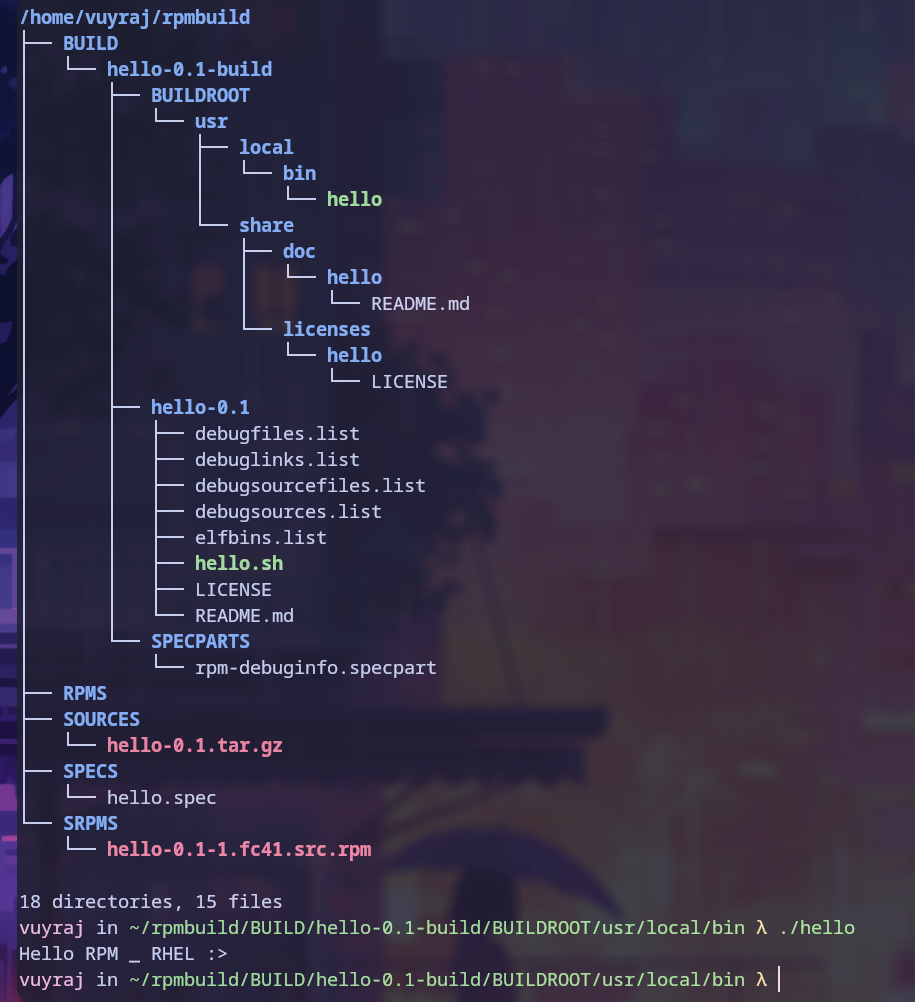 /home/vuyraj/rpmbuild
├── BUILD
│   └── hello-0.1-build
│       ├── BUILDROOT
│       │   └── usr
│       │       ├── local
│       │       │   └── bin
│       │       │       └── hello
│       │       └── share
│       │           ├── doc
│       │           │   └── hello
│       │           │       └── README.md
│       │           └── licenses
│       │               └── hello
│       │                   └── LICENSE
│       ├── hello-0.1
│       │   ├── debugfiles.list
│       │   ├── debuglinks.list
│       │   ├── debugsourcefiles.list
│       │   ├── debugsources.list
│       │   ├── elfbins.list
│       │   ├── hello.sh
│       │   ├── LICENSE
│       │   └── README.md
│       └── SPECPARTS
│           └── rpm-debuginfo.specpart
├── RPMS
├── SOURCES
│   └── hello-0.1.tar.gz
├── SPECS
│   └── hello.spec
└── SRPMS
    └── hello-0.1-1.fc41.src.rpm
18 directories, 15 files
vuyraj in ~/rpmbuild/BUILD/hello-0.1-build/BUILDROOT/usr/local/bin λ ./hello
Hello RPM _ RHEL :>
vuyraj in ~/rpmbuild/BUILD/hello-0.1-build/BUILDROOT/usr/local/bin λ